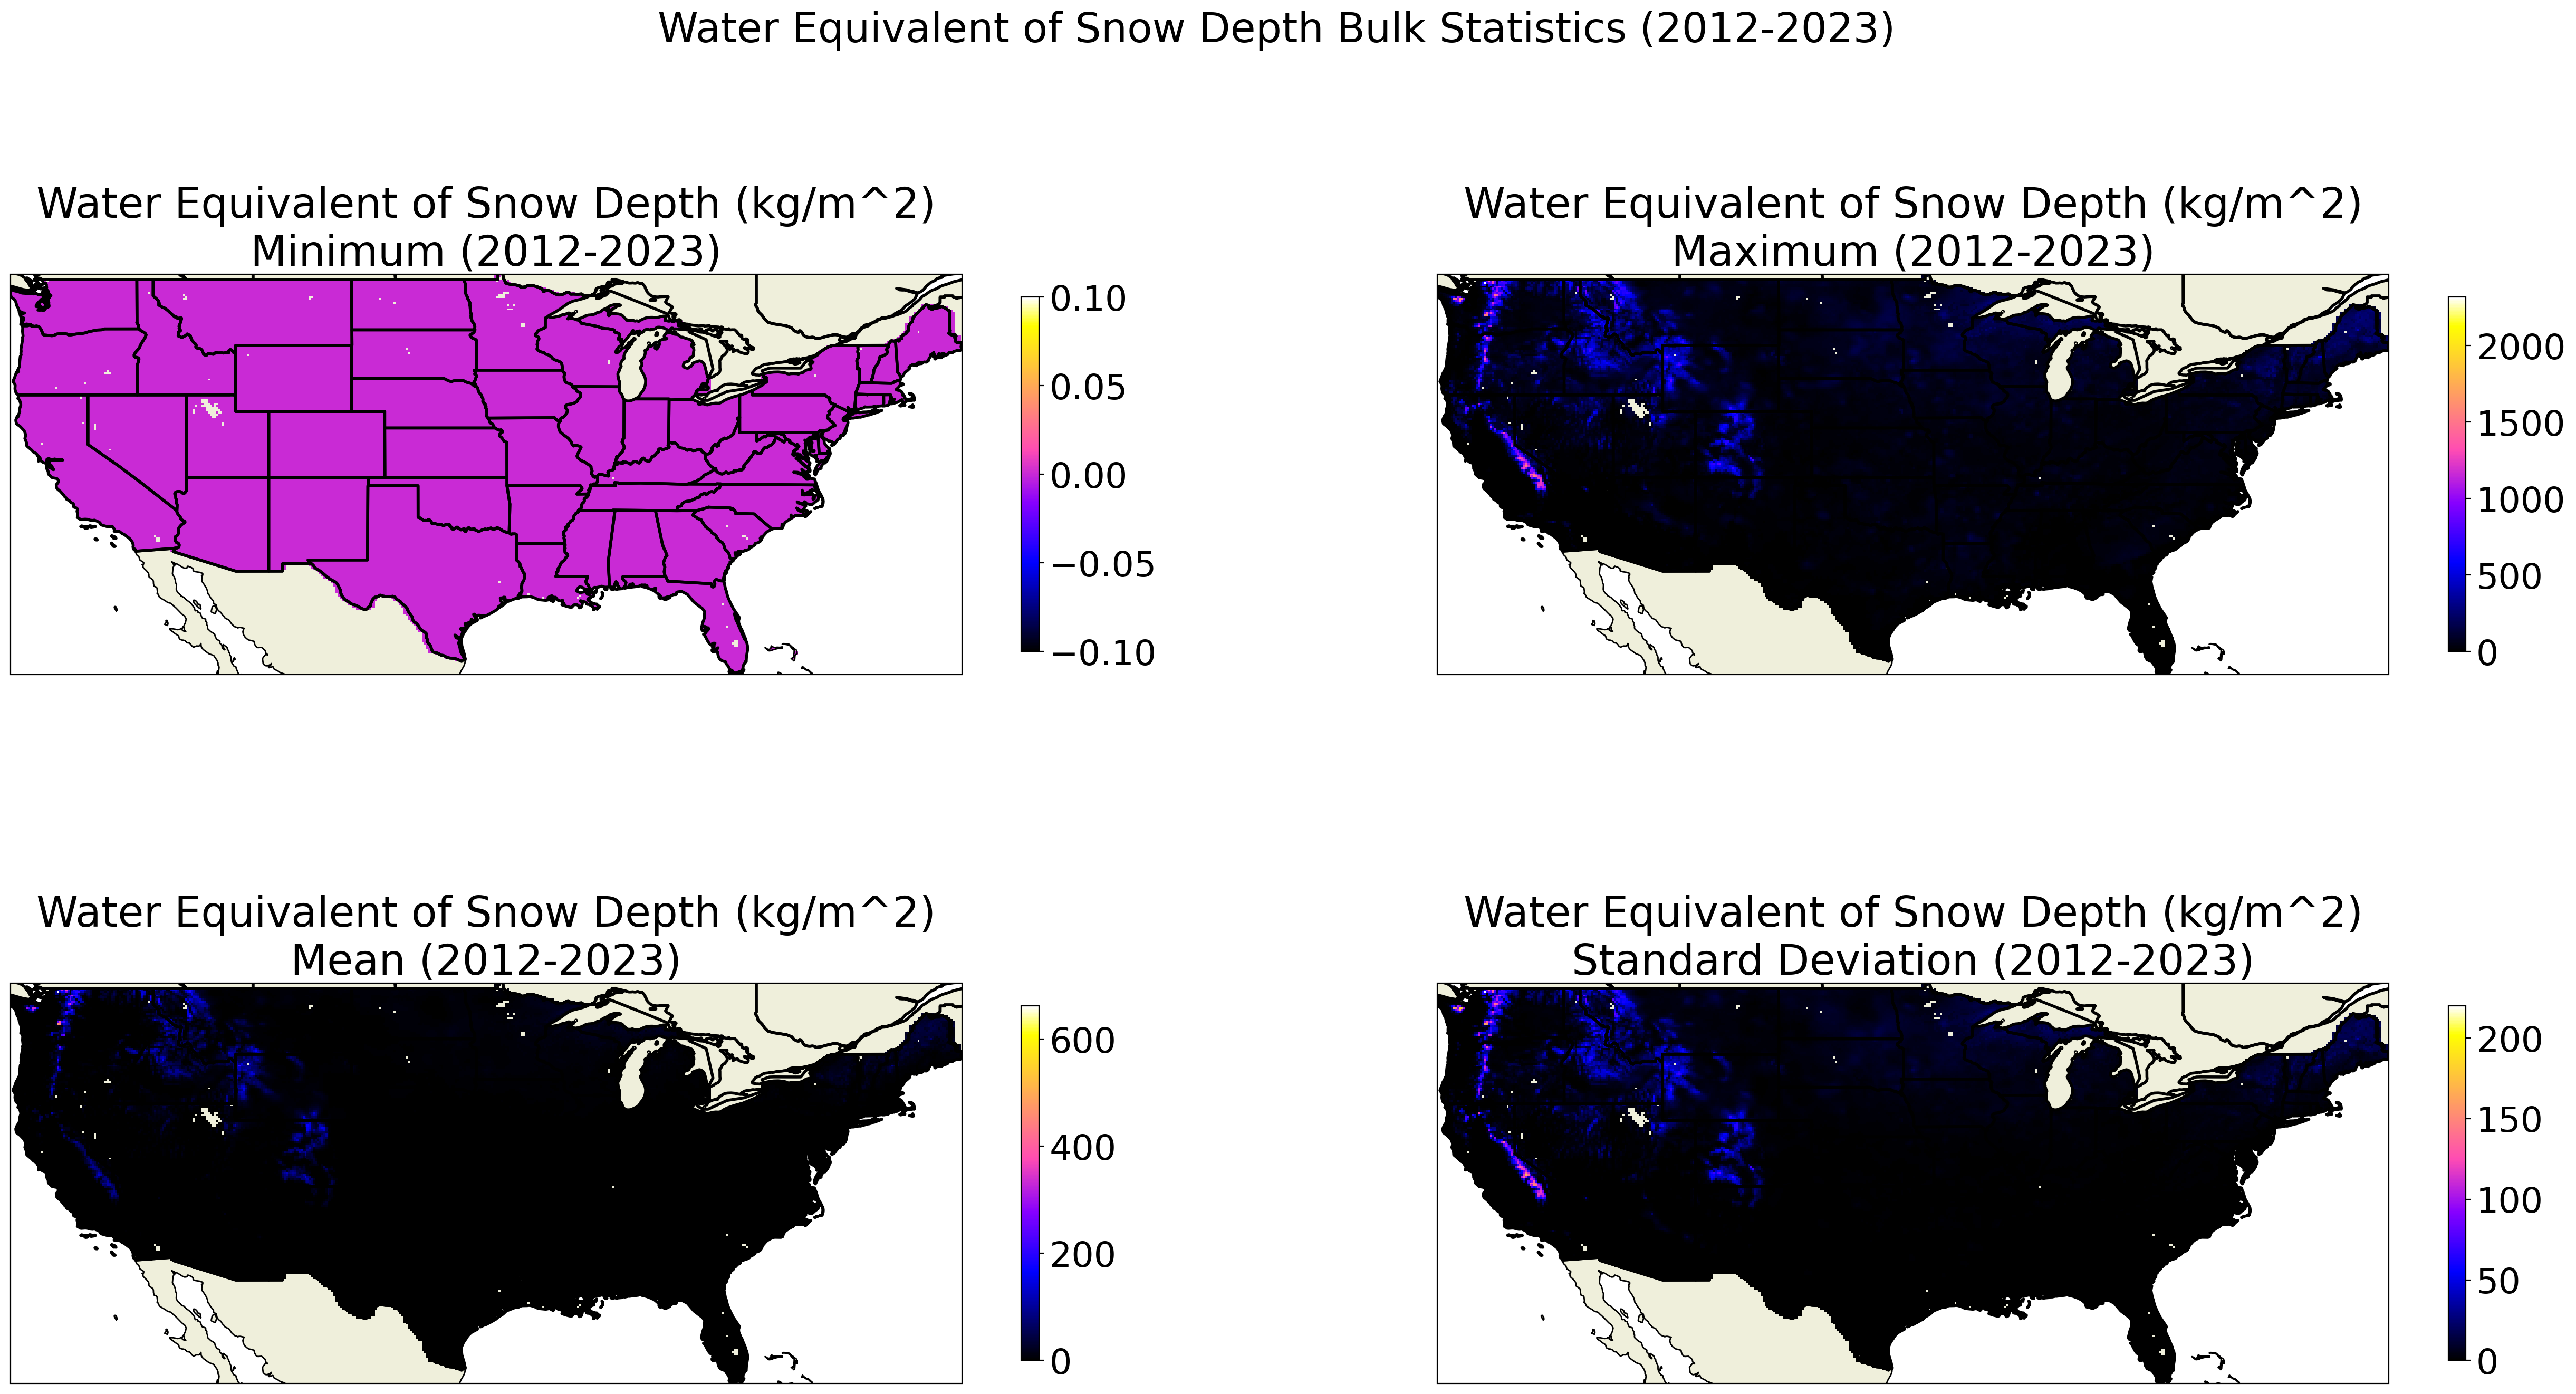 Water Equivalent of Snow Depth Bulk Statistics (2012-2023)
Water Equivalent of Snow Depth (kg/m^2)
Minimum (2012-2023)
0.10
0.05
0.00
−0.05
−0.10
Water Equivalent of Snow Depth (kg/m^2)
Maximum (2012-2023)
2000
1500
1000
500
0
Water Equivalent of Snow Depth (kg/m^2)
Mean (2012-2023)
600
400
200
0
Water Equivalent of Snow Depth (kg/m^2)
Standard Deviation (2012-2023)
200
150
100
50
0